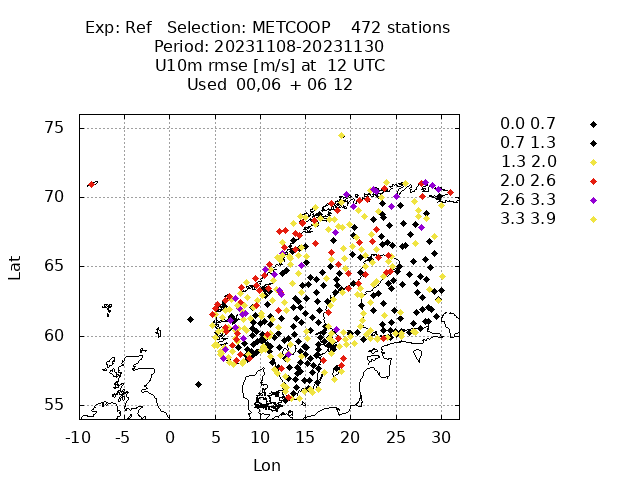 Exp: Ref   Selection: METCOOP    472 stations
Period: 20231108-20231130
U10m rmse [m/s] at  12 UTC
Used  00,06  + 06 12
75
70
65
60
55
Lat
-10 -5 0 5 10 15 20 25 30
Lon
0.0 0.7
0.7 1.3
1.3 2.0
2.0 2.6
2.6 3.3
3.3 3.9